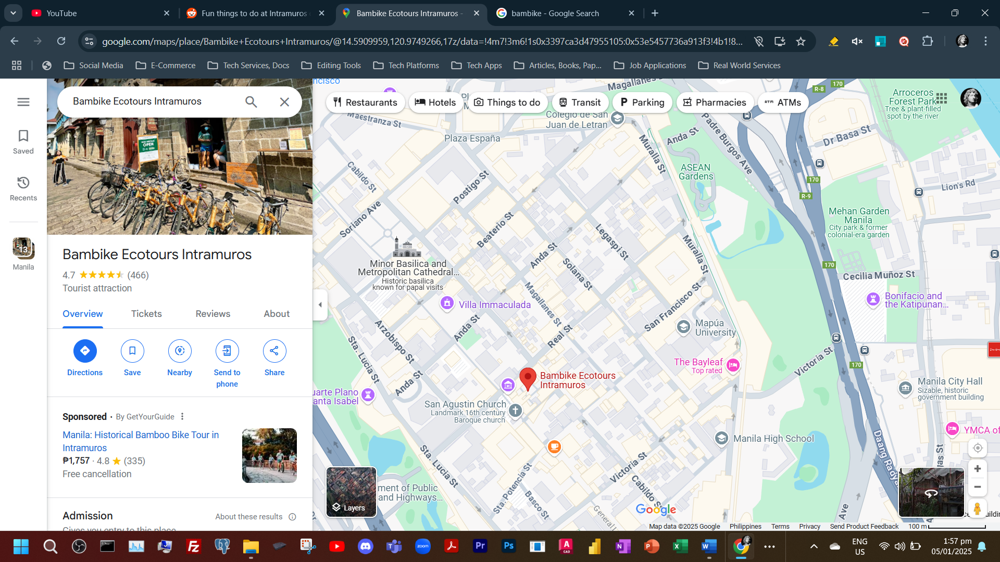 YouTube
Fun things to do at Intramuros
Bambike Ecotours Intramuros -
bambike - Google Search
google.com/maps/place/Bambike+Ecotours+Intramuros/@14.5909959,120.9749266,17z/data=!4m7!3m6!1s0x3397ca3d47955105:0x53e5457736a913f3!4b1!8...
Social Media
E-Commerce
Tech Services, Docs
Editing Tools
Tech Platforms
Tech Apps
Articles, Books, Pap...
Job Applications
Real World Services
Bambike Ecotours Intramuros
Saved
Recents
13
Manila
OPEN
Bambike Ecotours Intramuros
4.7 (466)
Tourist attraction
Overview
Tickets
Reviews
About
Directions
Save
Nearby
Send to
phone
Share
Sponsored · By GetYourGuide
Manila: Historical Bamboo Bike Tour in
Intramuros
₱1,757 · 4.8 (335)
Free cancellation
Admission
About these results
Gives you entry to this place
Restaurants
Hotels
Things to do
Transit
Parking
Pharmacies
ATM
ATMs
ncisco
Magallanes
R-8
170
Arroceros
Forest Park
Tree & plant-filled
spot by the river
Maestranza St
Colegio de San
Juan de Letran
Plaza España
Muralla St
Anda St
Padre Burgos Ave
Dr Basa St
ASEAN
Gardens
170
R-9
Lion's Rd
Cabildo St
Postigo St
Soriano Ave
Beaterio St
Legaspi St
Muralla St
Mehan Garden
Manila
City park & former
colonial-era garden
Minor Basilica and
Metropolitan Cathedral...
Historic basilica
known for papal visits
Anda St
Solana St
170
Cecilia Muñoz St
Villa Immaculada
Magallanes St
San Francisco St
Bonifacio and
the Katipunan...
Anda St
Real St
Mapúa
University
Arzobispo St
Sta. Lucia St
The Bayleaf
Top rated
Victoria St
170
Anda St
Bambike Ecotours
Intramuros
Manila City Hall
Sizable, historic
government building
uarte Plano
anta Isabel
San Agustin Church
Landmark 16th century
Baroque church
Manila High School
YMCA of
Sta. Lucia St
Victoria St
Cabildo St
Sta. Potencia St
Basco St
General
Daang Radya
las St
Ave
ment of Public
and Highways...
Layers
Google
Map data ©2025 Google
Philippines
Terms
Privacy
Send Product Feedback
100 m
zoom
Pr
Ps
A
CAD
ENG
US
1:57 pm
05/01/2025